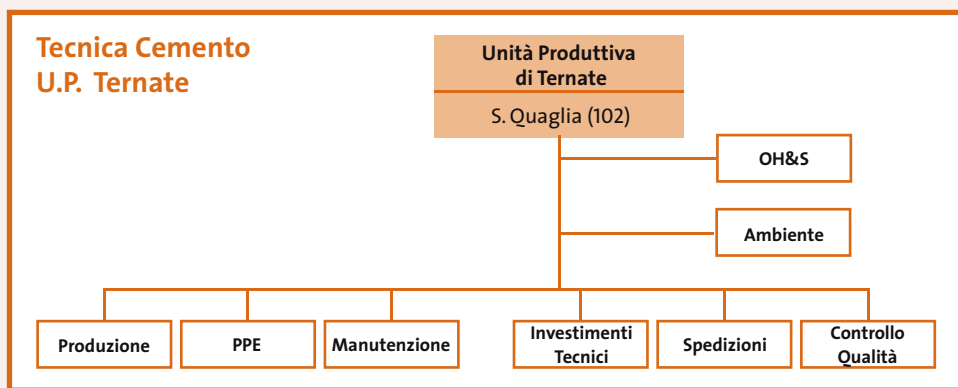 Tecnica Cemento
U.P. Ternate
Unità Produttiva
di Ternate
S. Quaglia (102)
OH&S
Ambiente
Produzione
PPE
Manutenzione
Investimenti
Tecnici
Spedizioni
Controllo
Qualità